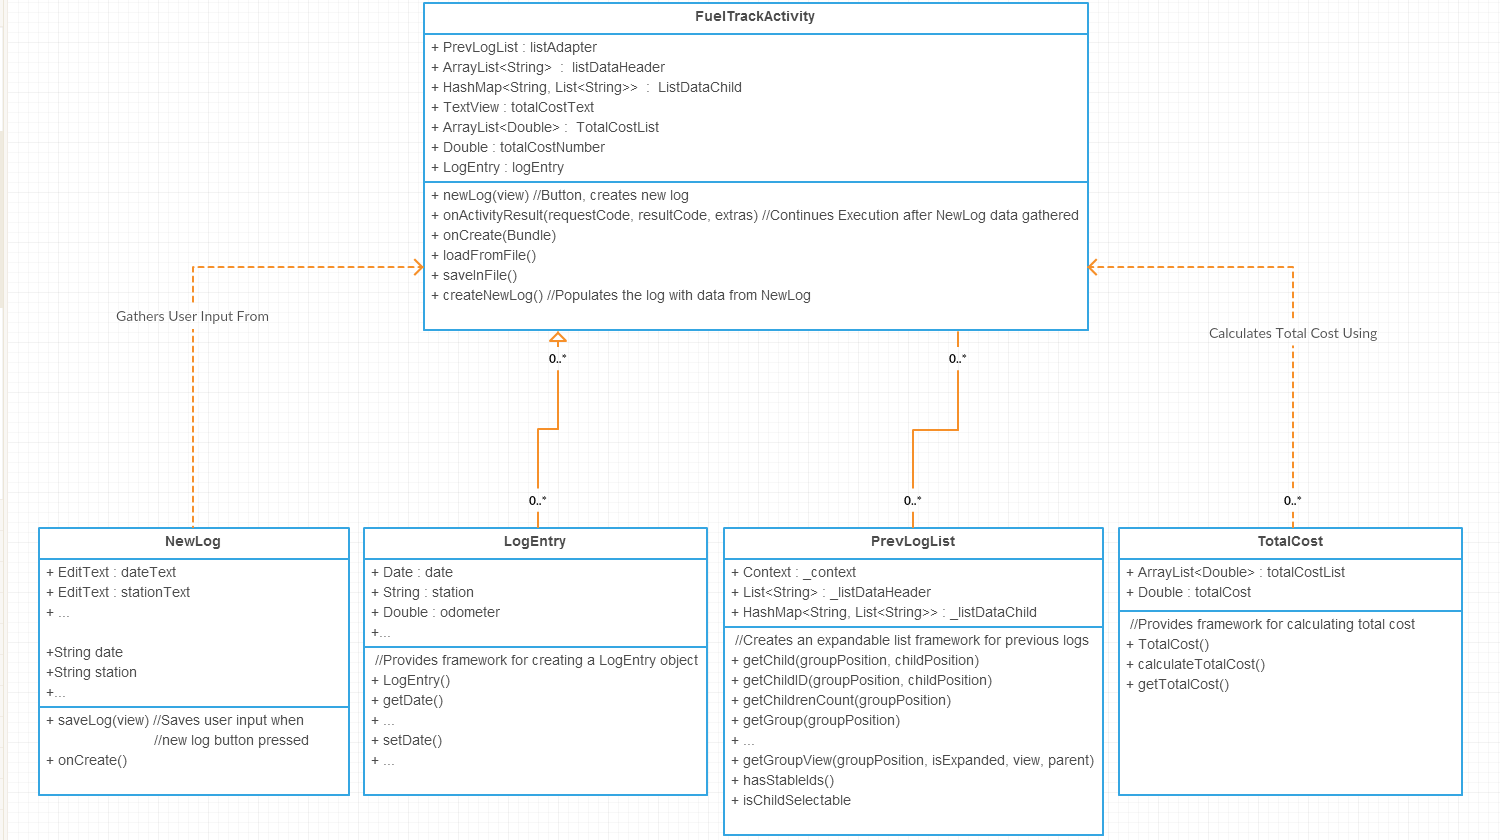 FuelTrackActivity
+ PrevLogList : listAdapter
+ ArrayList<String>  :  listDataHeader
+ HashMap<String, List<String>>  :  ListDataChild
+ TextView : totalCostText
+ ArrayList<Double> :  TotalCostList
+ Double : totalCostNumber
+ LogEntry : logEntry
+ newLog(view) //Button, creates new log
+ onActivityResult(requestCode, resultCode, extras) //Continues Execution after NewLog data gathered
+ onCreate(Bundle)
+ loadFromFile()
+ saveInFile()
+ createNewLog() //Populates the log with data from NewLog
Gathers User Input From
Calculates Total Cost Using
0..*
0..*
0..*
0..*
0..*
NewLog
+ EditText : dateText
+ EditText : stationText
+ ...
+String date
+String station
+...
+ saveLog(view) //Saves user input when
//new log button pressed
+ onCreate()
LogEntry
+ Date : date
+ String : station
+ Double : odometer
+...
//Provides framework for creating a LogEntry object
+ LogEntry()
+ getDate()
+ ...
+ setDate()
+ ...
PrevLogList
+ Context : _context
+ List<String> : _listDataHeader
+ HashMap<String, List<String>> : _listDataChild
//Creates an expandable list framework for previous logs
+ getChild(groupPosition, childPosition)
+ getChildID(groupPosition, childPosition)
+ getChildrenCount(groupPosition)
+ getGroup(groupPosition)
+ ...
+ getGroupView(groupPosition, isExpanded, view, parent)
+ hasStableIds()
+ isChildSelectable
TotalCost
+ ArrayList<Double> : totalCostList
+ Double : totalCost
//Provides framework for calculating total cost
+ TotalCost()
+ calculateTotalCost()
+ getTotalCost()